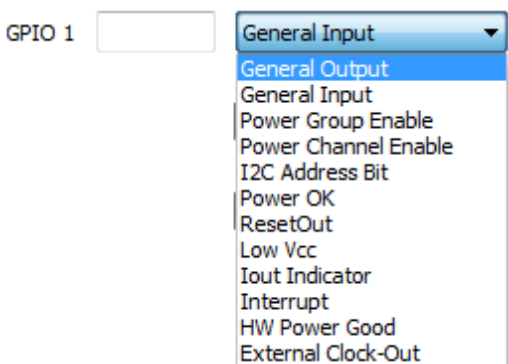 GPIO 1 General Input
General Output
General Input
Power Group Enable
Power Channel Enable
I2C Address Bit
Power OK
ResetOut
Low Vcc
Iout Indicator
Interrupt
HW Power Good
External Clock-Out